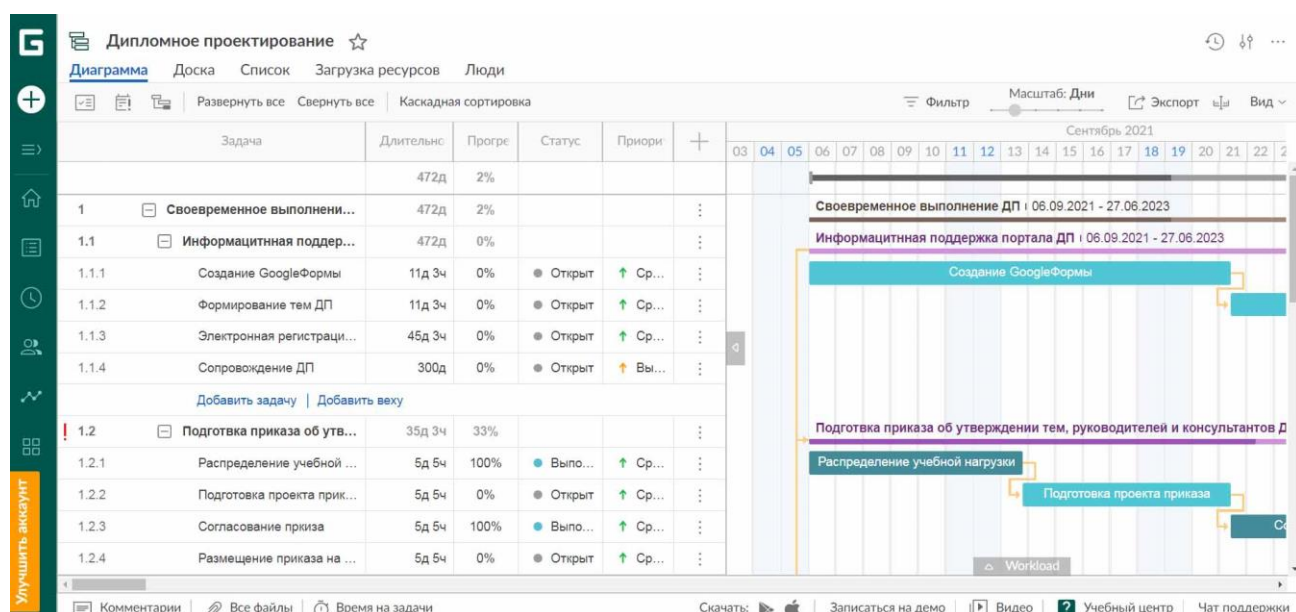 G Дипломное проектирование
Диаграмма Доска Список Загрузка ресурсов Люди
Развернуть все Свернуть все Каскадная сортировка Фильтр Масштаб: Дни Экспорт Вид
Задача Длительнс Прогре Статус Приори Сентябрь 2021
03 04 05 06 07 08 09 10 11 12 13 14 15 16 17 18 19 20 21 22 2
472д 2%
1 Своевременное выполнени... 472д 2% Своевременное выполнение ДП 06.09.2021 - 27.06.2023
1.1 Информацитнная поддер... 472д 0% Информацитнная поддержка портала ДП 06.09.2021 - 27.06.2023
1.1.1 Создание GoogleФормы 11д 3ч 0% Открыт Ср... Создание GoogleФормы
1.1.2 Формирование тем ДП 11д 3ч 0% Открыт Ср...
1.1.3 Электронная регистраци... 45д 3ч 0% Открыт Ср...
1.1.4 Сопровождение ДП 300д 0% Открыт Вы...
Добавить задачу | Добавить веху
! 1.2 Подготвка приказа об утв... 35д 3ч 33% Подготвка приказа об утверждении тем, руководителей и консультантов Д
1.2.1 Распределение учебной ... 5д 5ч 100% Выпо... Ср... Распределение учебной нагрузки
1.2.2 Подготовка проекта прик... 5д 5ч 0% Открыт Ср... Подготовка проекта приказа
1.2.3 Согласование пркиза 5д 5ч 100% Выпо... Ср... Со
1.2.4 Размещение приказа на ... 5д 5ч 0% Открыт Ср... Workload
Улучшить аккаунт
Комментарии Все файлы Время на задачи Скачать: Записаться на демо Видео ? Учебный центр Чат поддержки